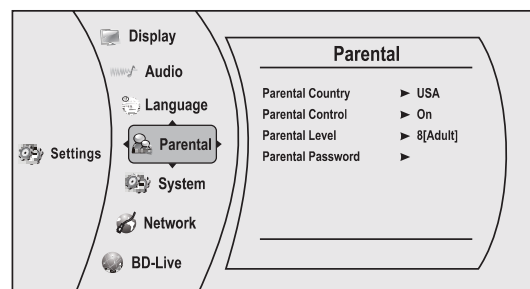 Settings
Display
Audio
Language
Parental
System
Network
BD-Live
Parental
Parental Country ► USA
Parental Control ► On
Parental Level ► 8[Adult]
Parental Password ►